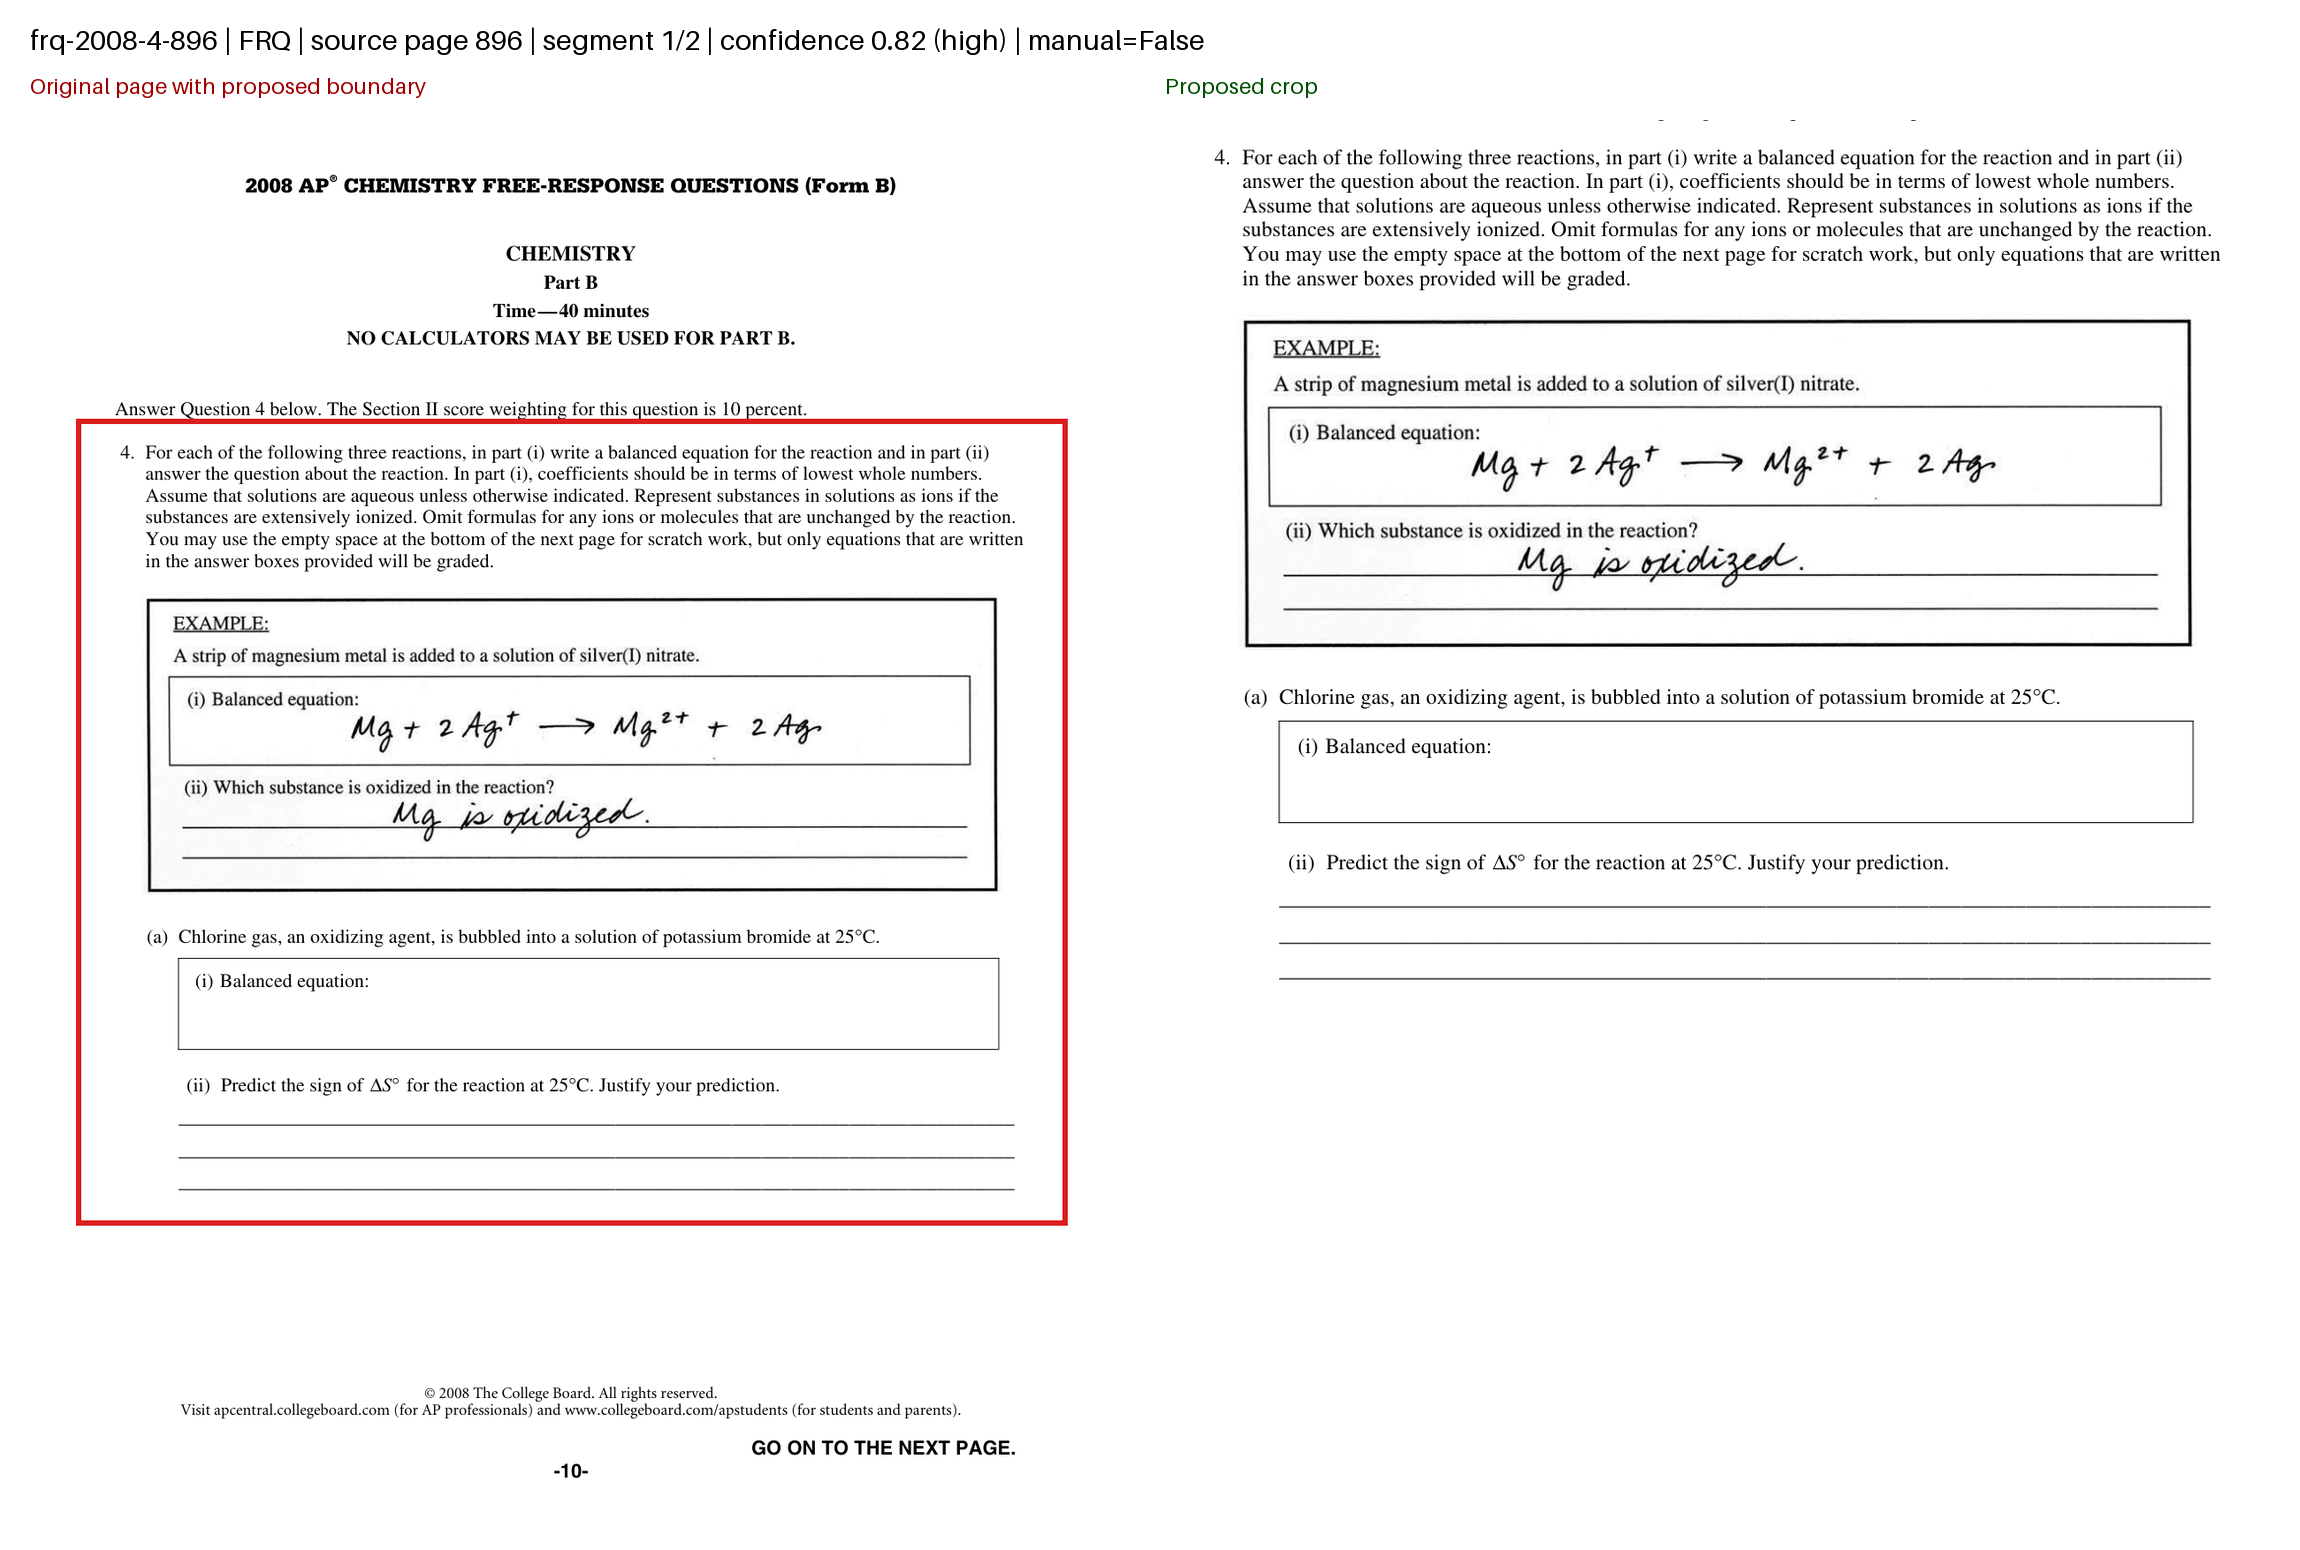 frq-2008-4-896 | FRQ | source page 896 | segment 1/2 | confidence 0.82 (high) | manual=False
Original page with proposed boundary
2008 AP® CHEMISTRY FREE-RESPONSE QUESTIONS (Form B)
CHEMISTRY
Part B
Time—40 minutes
NO CALCULATORS MAY BE USED FOR PART B.
Answer Question 4 below. The Section II score weighting for this question is 10 percent.
4. For each of the following three reactions, in part (i) write a balanced equation for the reaction and in part (ii)
answer the question about the reaction. In part (i), coefficients should be in terms of lowest whole numbers.
Assume that solutions are aqueous unless otherwise indicated. Represent substances in solutions as ions if the
substances are extensively ionized. Omit formulas for any ions or molecules that are unchanged by the reaction.
You may use the empty space at the bottom of the next page for scratch work, but only equations that are written
in the answer boxes provided will be graded.
EXAMPLE:
A strip of magnesium metal is added to a solution of silver(I) nitrate.
(i) Balanced equation:
Mg + 2 Ag⁺ → Mg²⁺ + 2 Ag
(ii) Which substance is oxidized in the reaction?
Mg is oxidized.
(a) Chlorine gas, an oxidizing agent, is bubbled into a solution of potassium bromide at 25°C.
(i) Balanced equation:
(ii) Predict the sign of ΔS° for the reaction at 25°C. Justify your prediction.
© 2008 The College Board. All rights reserved.
Visit apcentral.collegeboard.com (for AP professionals) and www.collegeboard.com/apstudents (for students and parents).
GO ON TO THE NEXT PAGE.
-10-
Proposed crop
4. For each of the following three reactions, in part (i) write a balanced equation for the reaction and in part (ii)
answer the question about the reaction. In part (i), coefficients should be in terms of lowest whole numbers.
Assume that solutions are aqueous unless otherwise indicated. Represent substances in solutions as ions if the
substances are extensively ionized. Omit formulas for any ions or molecules that are unchanged by the reaction.
You may use the empty space at the bottom of the next page for scratch work, but only equations that are written
in the answer boxes provided will be graded.
EXAMPLE:
A strip of magnesium metal is added to a solution of silver(I) nitrate.
(i) Balanced equation:
Mg + 2 Ag⁺ → Mg²⁺ + 2 Ag
(ii) Which substance is oxidized in the reaction?
Mg is oxidized.
(a) Chlorine gas, an oxidizing agent, is bubbled into a solution of potassium bromide at 25°C.
(i) Balanced equation:
(ii) Predict the sign of ΔS° for the reaction at 25°C. Justify your prediction.